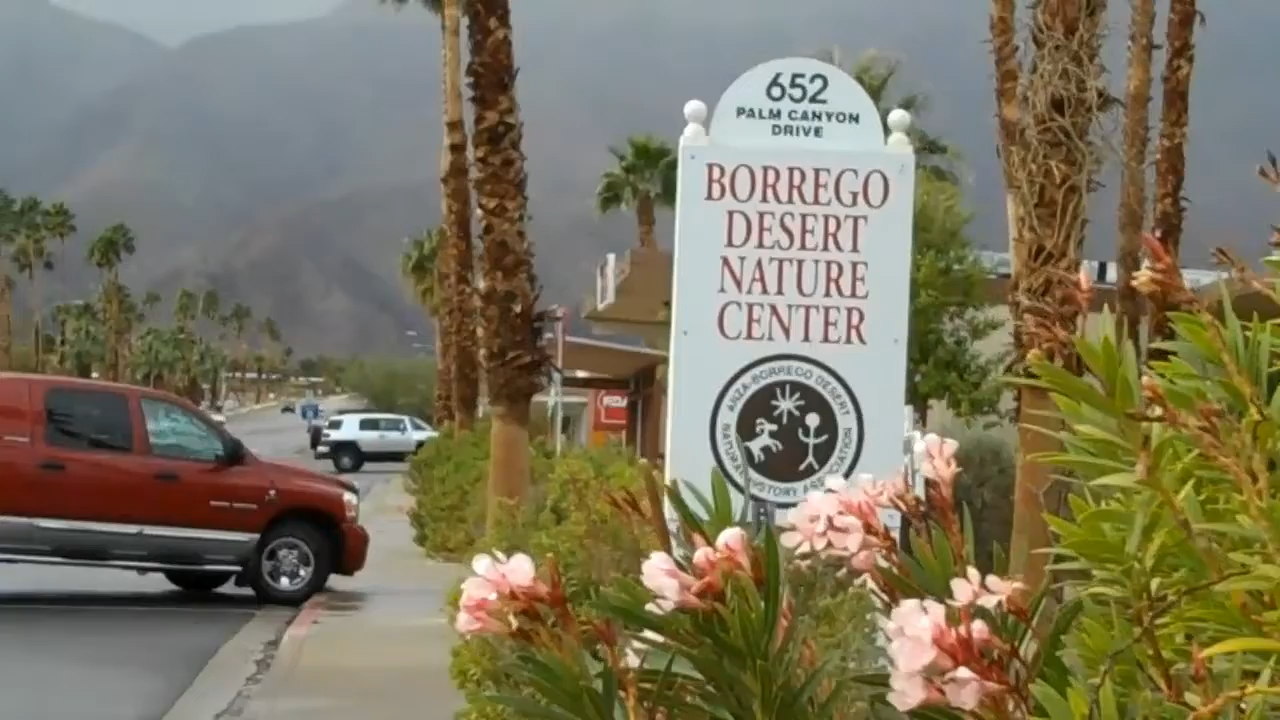 652
PALM CANYON
DRIVE
BORREGO
DESERT
NATURE
CENTER
ANZA-BORREGO DESERT
NATURAL HISTORY ASSOCIATION